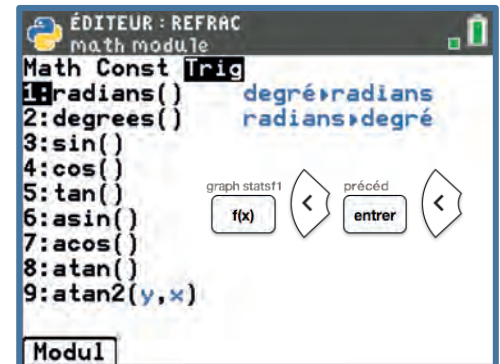 ÉDITEUR : REFRAC
math module
Math Const Trig
1:radians() degré▸radians
2:degrees() radians▸degré
3:sin()
4:cos()
5:tan()
6:asin()
7:acos()
8:atan()
9:atan2(y,x)
graph statsf1 précéd
f(x) < entrer <
Modul